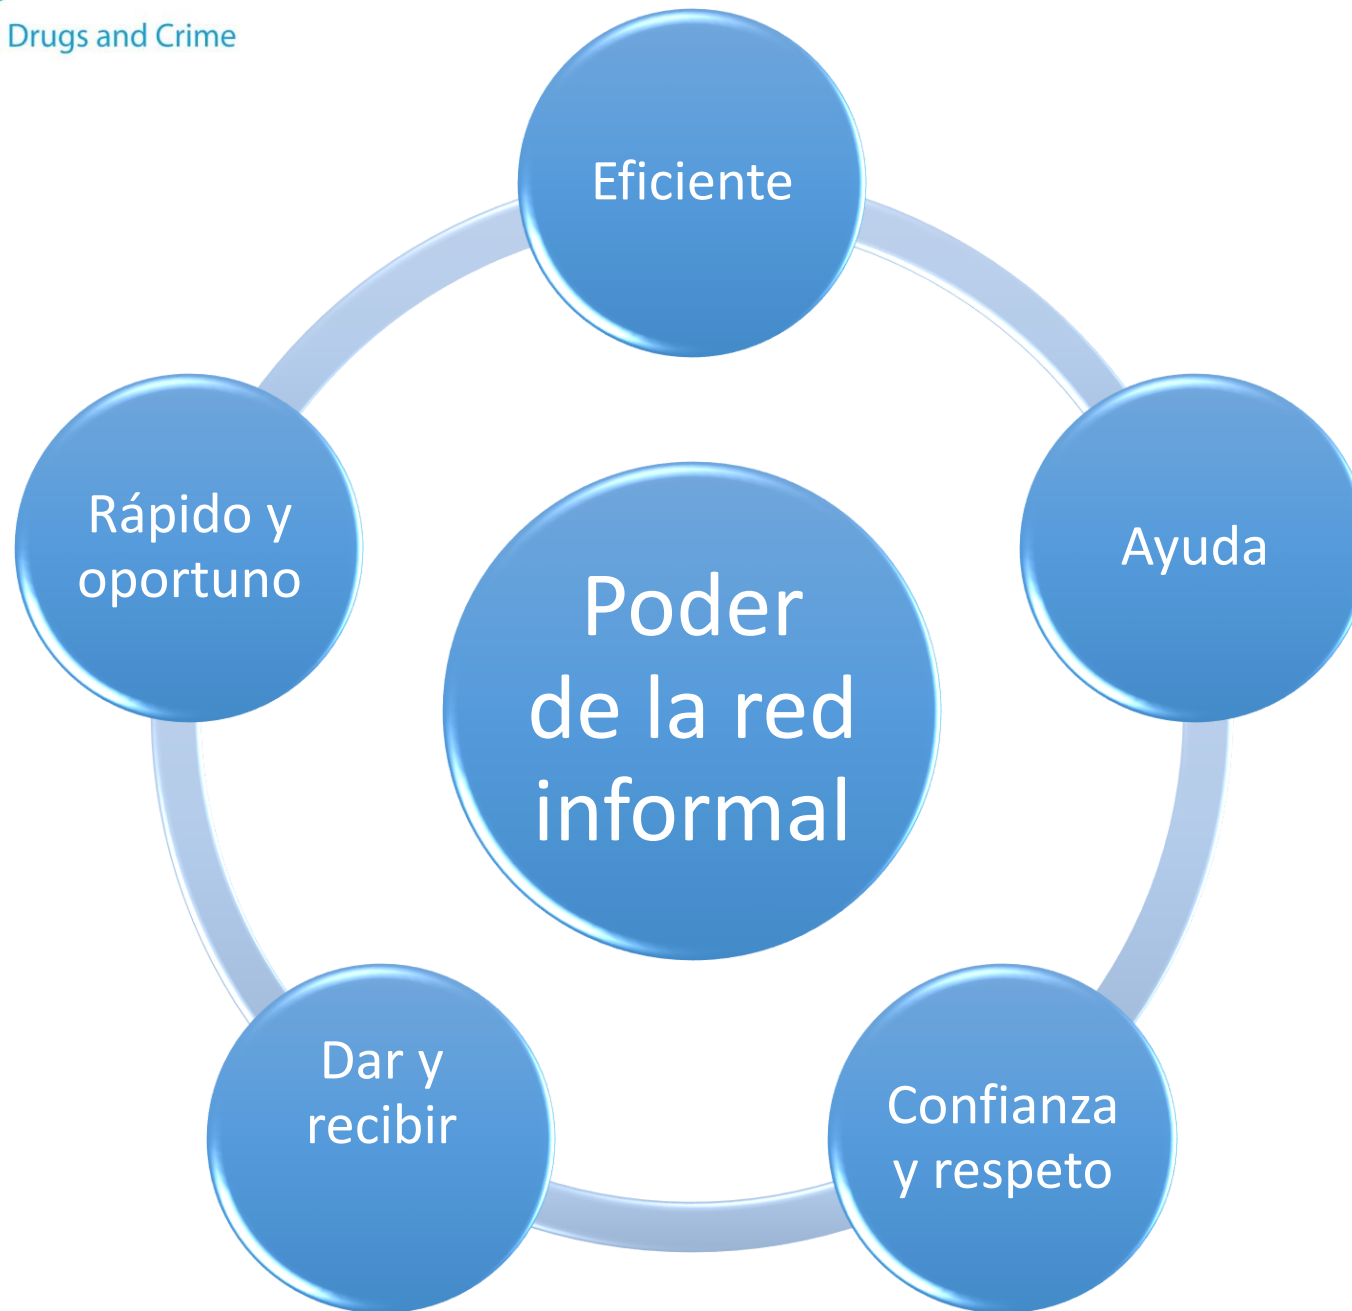 Drugs and Crime
Eficiente
Ayuda
Confianza
y respeto
Dar y
recibir
Rápido y
oportuno
Poder
de la red
informal